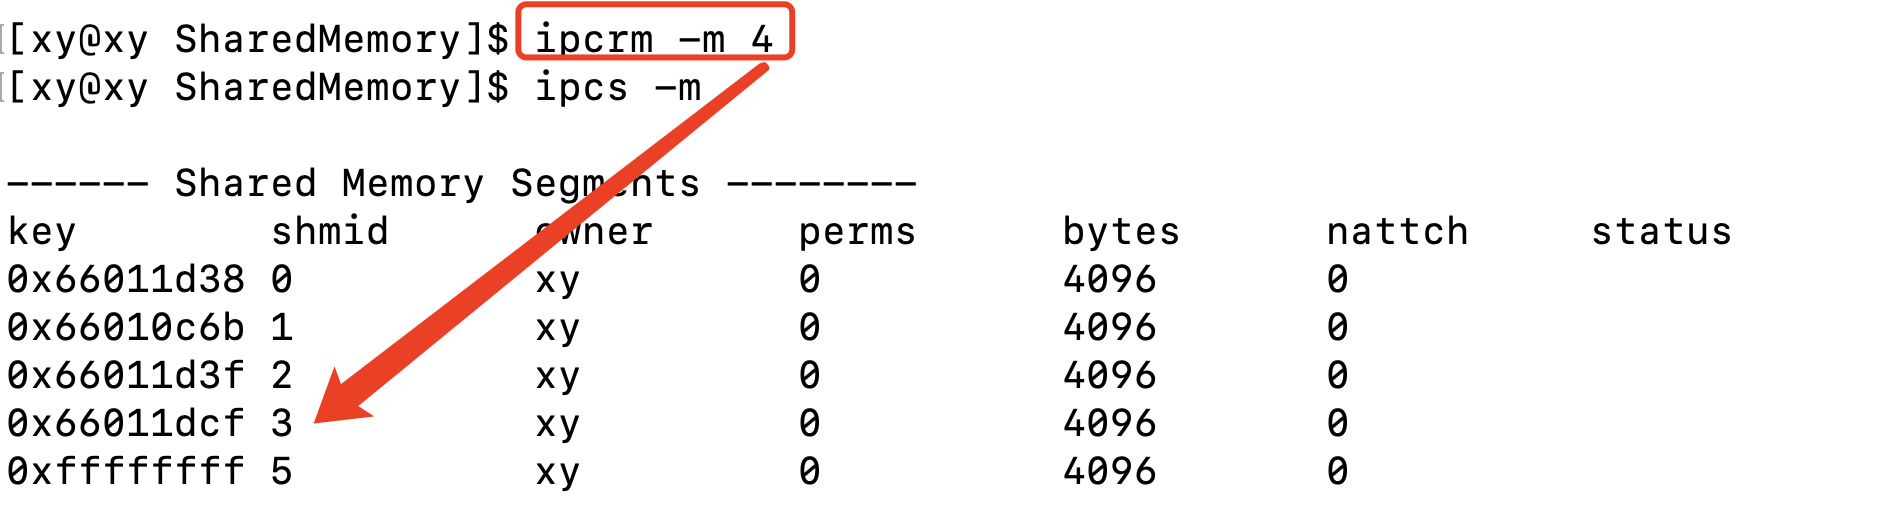 [xy@xy SharedMemory]$ ipcrm -m 4
[xy@xy SharedMemory]$ ipcs -m
------ Shared Memory Segments --------
key shmid owner perms bytes nattch status
0x66011d38 0 xy 0 4096 0
0x66010c6b 1 xy 0 4096 0
0x66011d3f 2 xy 0 4096 0
0x66011dcf 3 xy 0 4096 0
0xffffffff 5 xy 0 4096 0